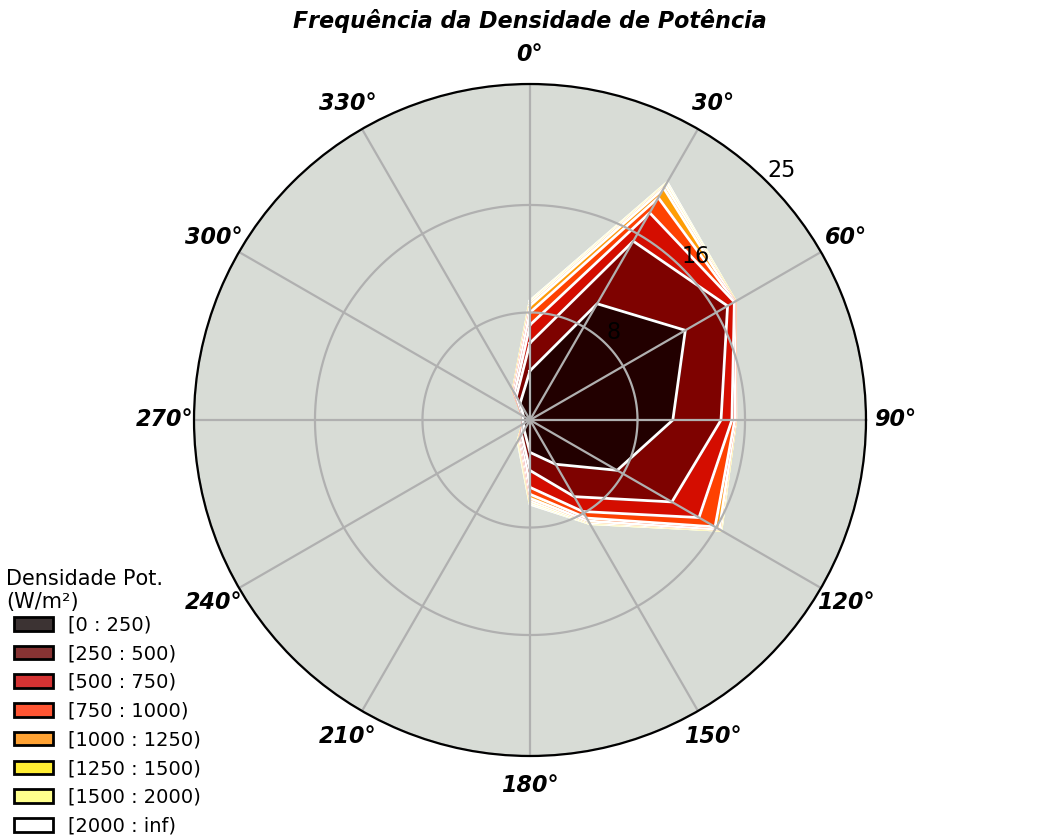 Frequência da Densidade de Potência
0°
330°
30°
25
300°
60°
16
8
270°
90°
240°
120°
210°
150°
180°
Densidade Pot.
(W/m²)
[0 : 250)
[250 : 500)
[500 : 750)
[750 : 1000)
[1000 : 1250)
[1250 : 1500)
[1500 : 2000)
[2000 : inf)